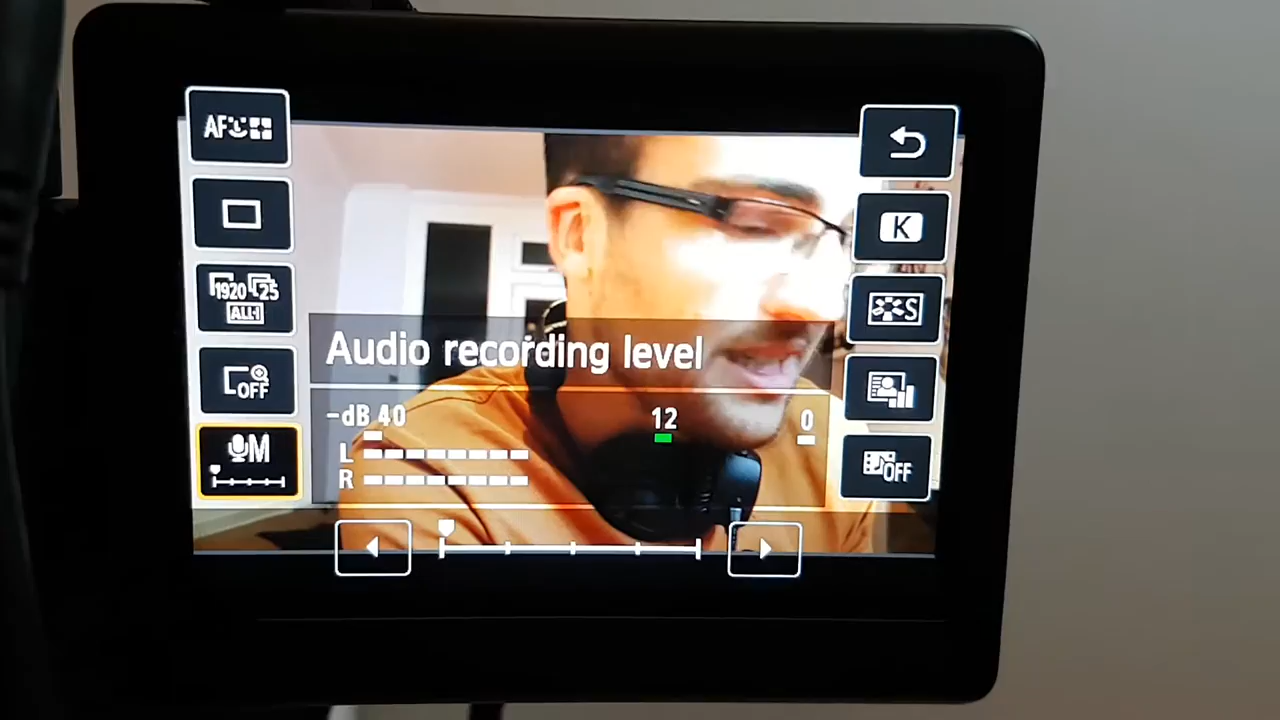 AF
K
1920 25
ALL-I
S
OFF
Audio recording level
-dB 40 12 0
M
L
R
OFF